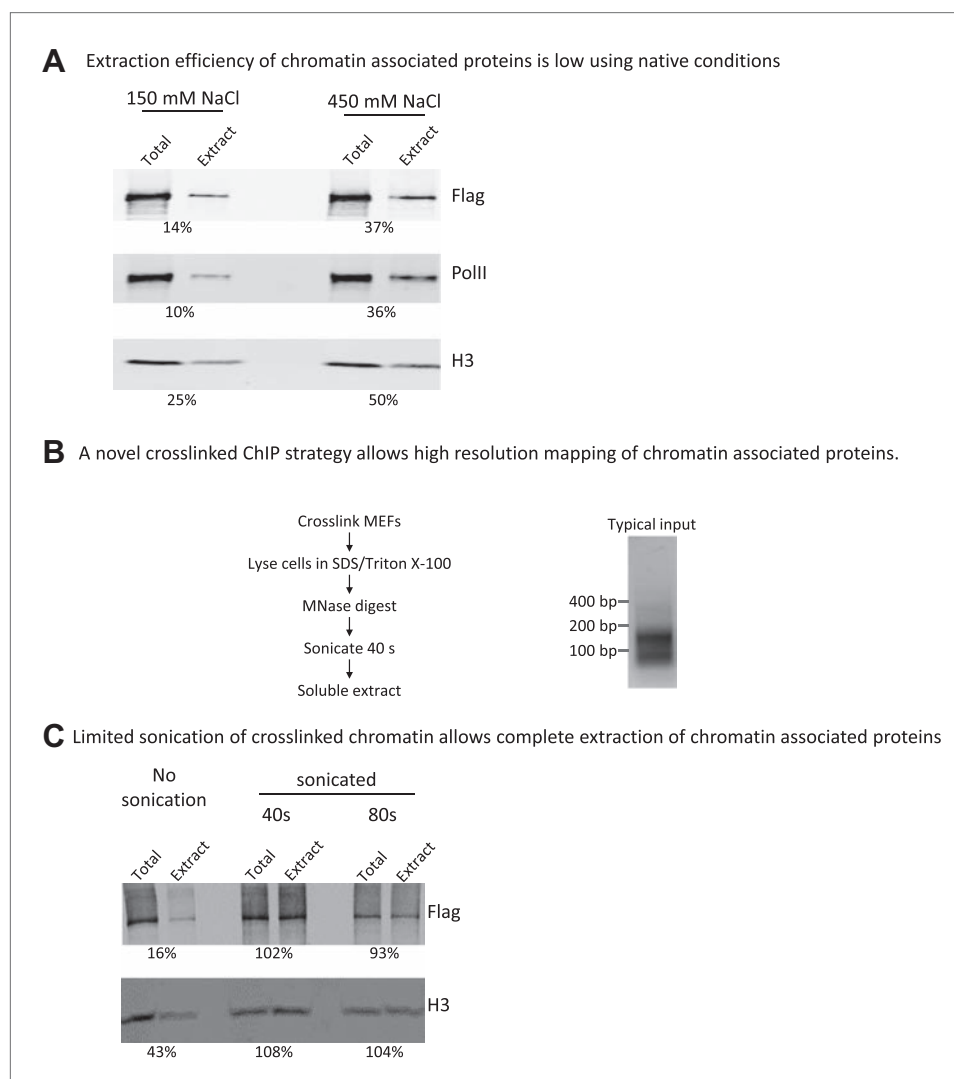 A Extraction efficiency of chromatin associated proteins is low using native conditions
150 mM NaCl 450 mM NaCl
Total Extract Total Extract
Flag
14% 37%
PolII
10% 36%
H3
25% 50%
B A novel crosslinked ChIP strategy allows high resolution mapping of chromatin associated proteins.
Crosslink MEFs
Lyse cells in SDS/Triton X-100
MNase digest
Sonicate 40 s
Soluble extract
Typical input
400 bp
200 bp
100 bp
C Limited sonication of crosslinked chromatin allows complete extraction of chromatin associated proteins
No
sonication
sonicated
40s 80s
Total Extract Total Extract Total Extract
Flag
16% 102% 93%
H3
43% 108% 104%